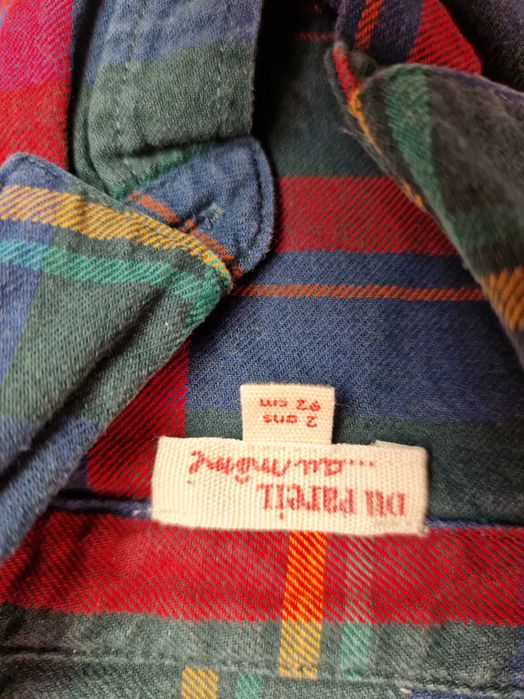 DU PAREIL
...au même
2 ans
92 cm